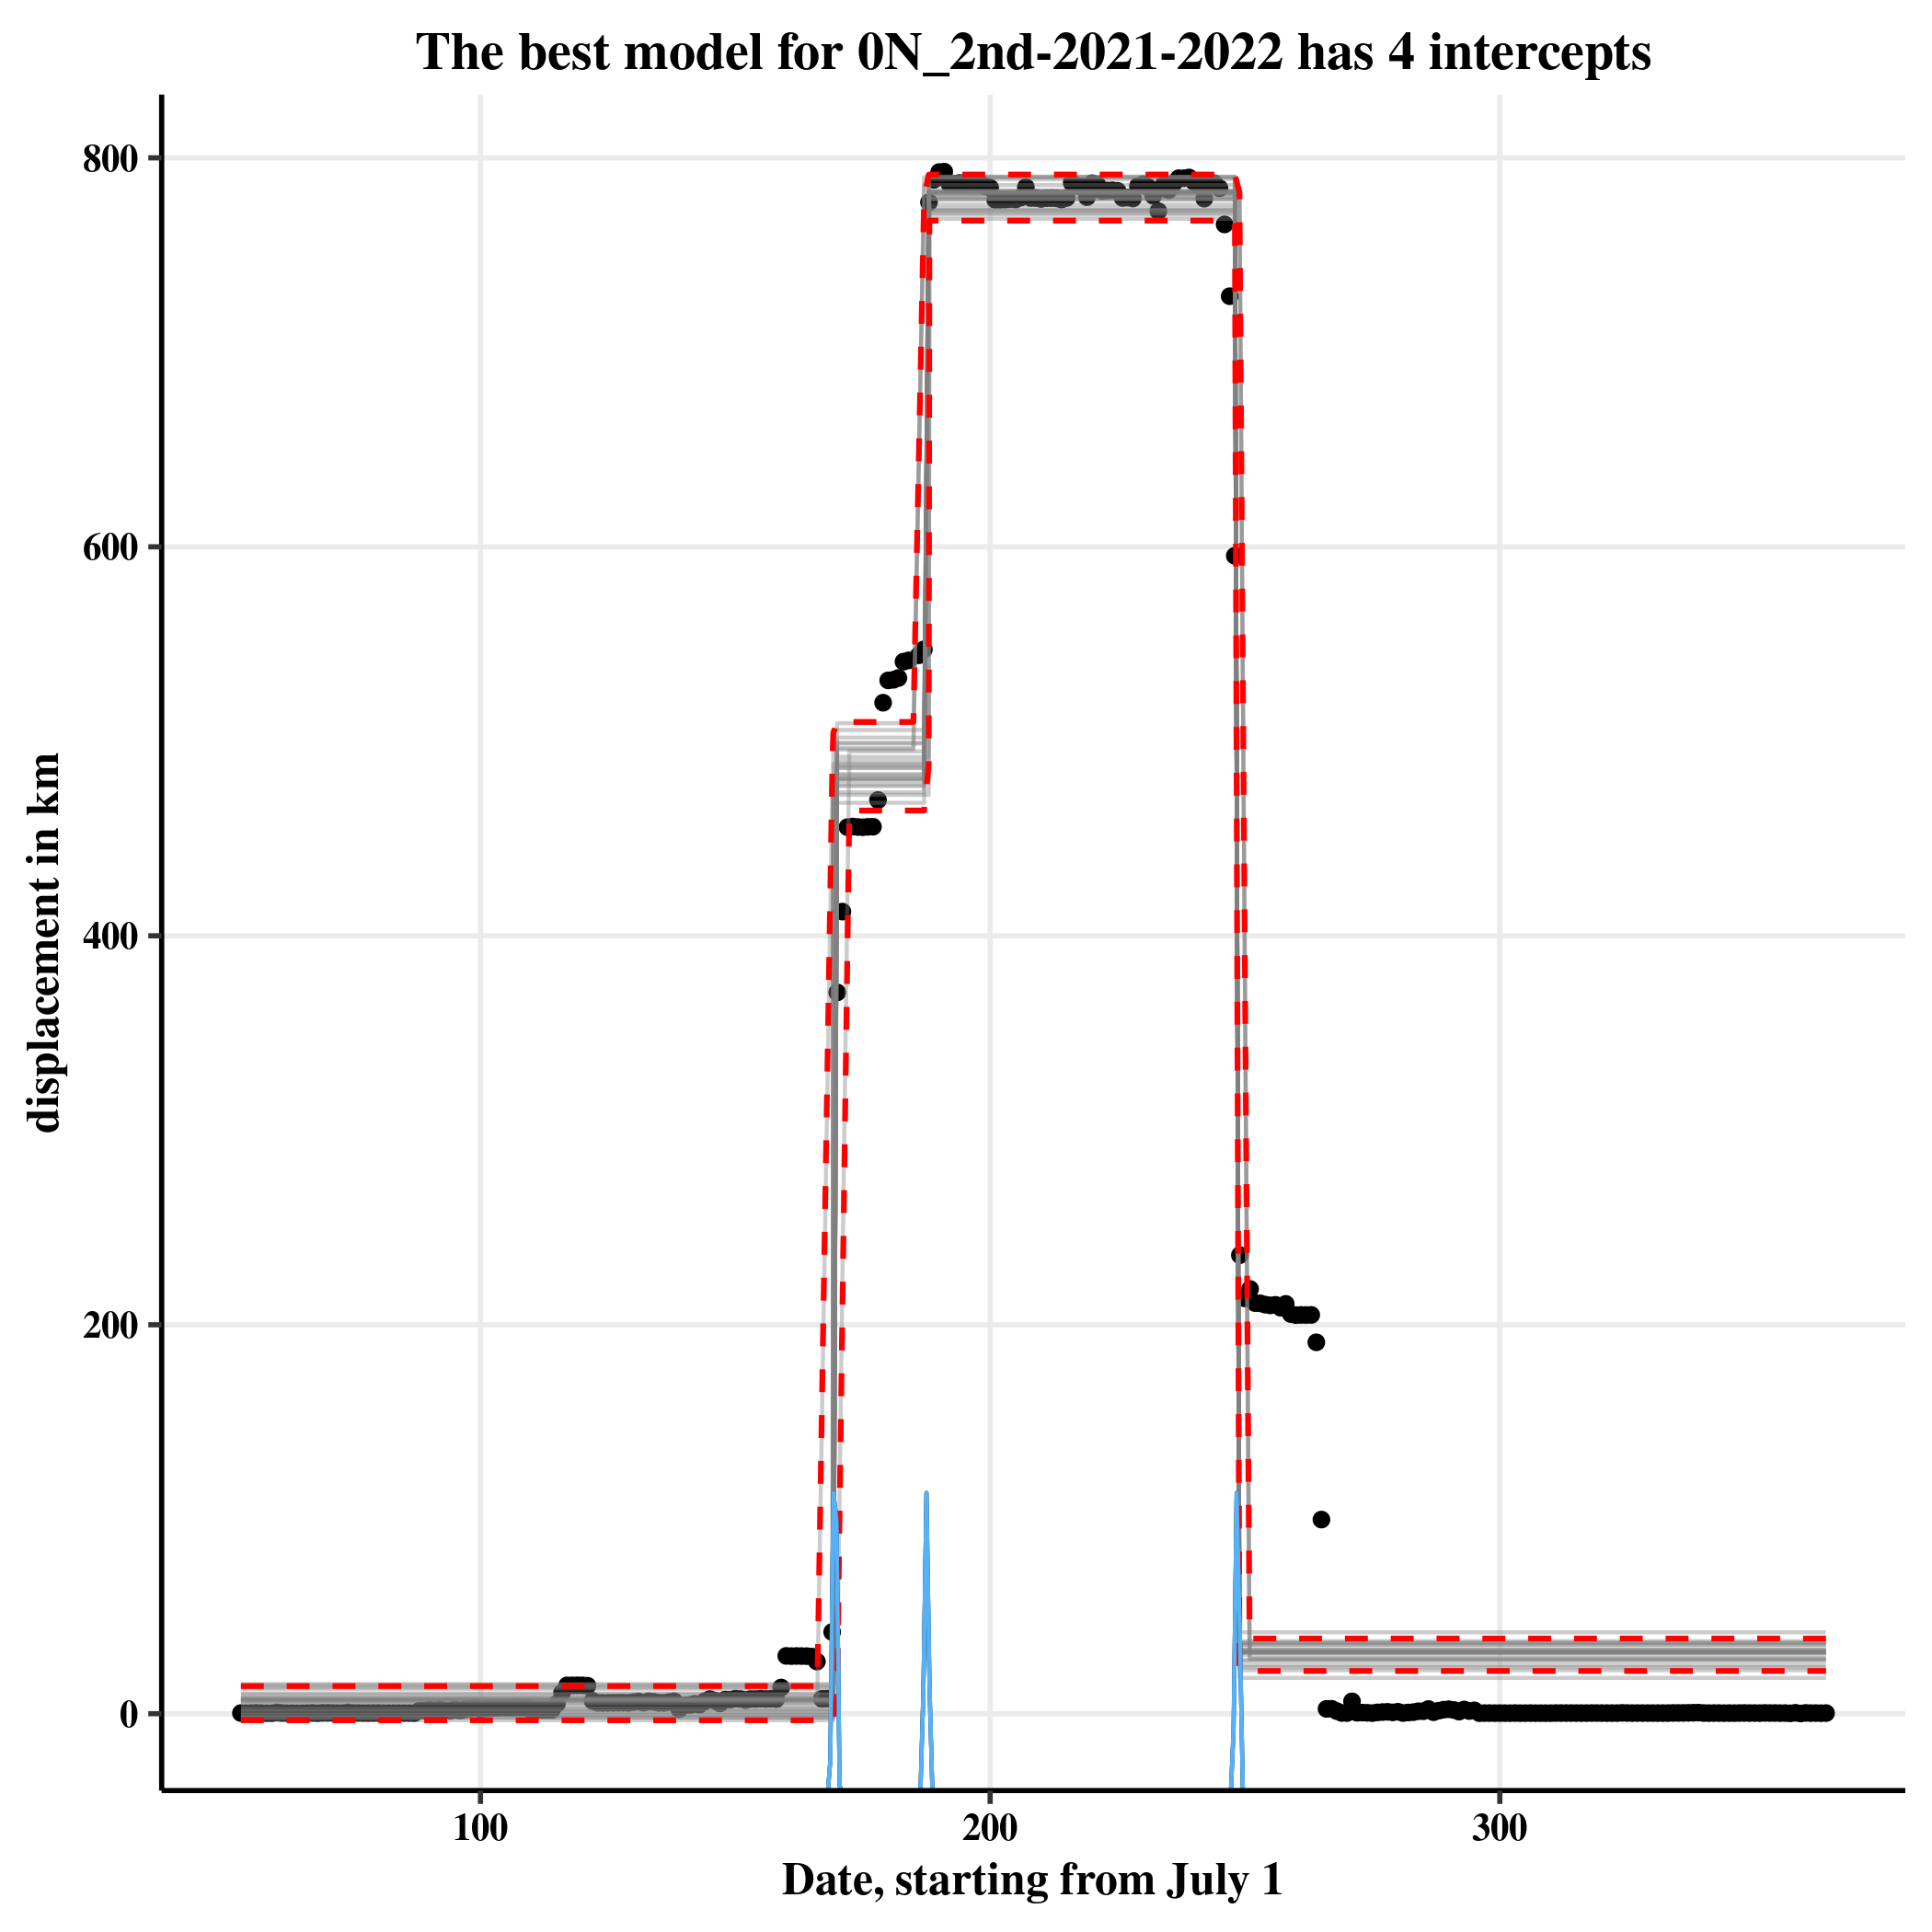 The best model for 0N_2nd-2021-2022 has 4 intercepts
800
600
400
200
0
displacement in km
100 200 300
Date, starting from July 1